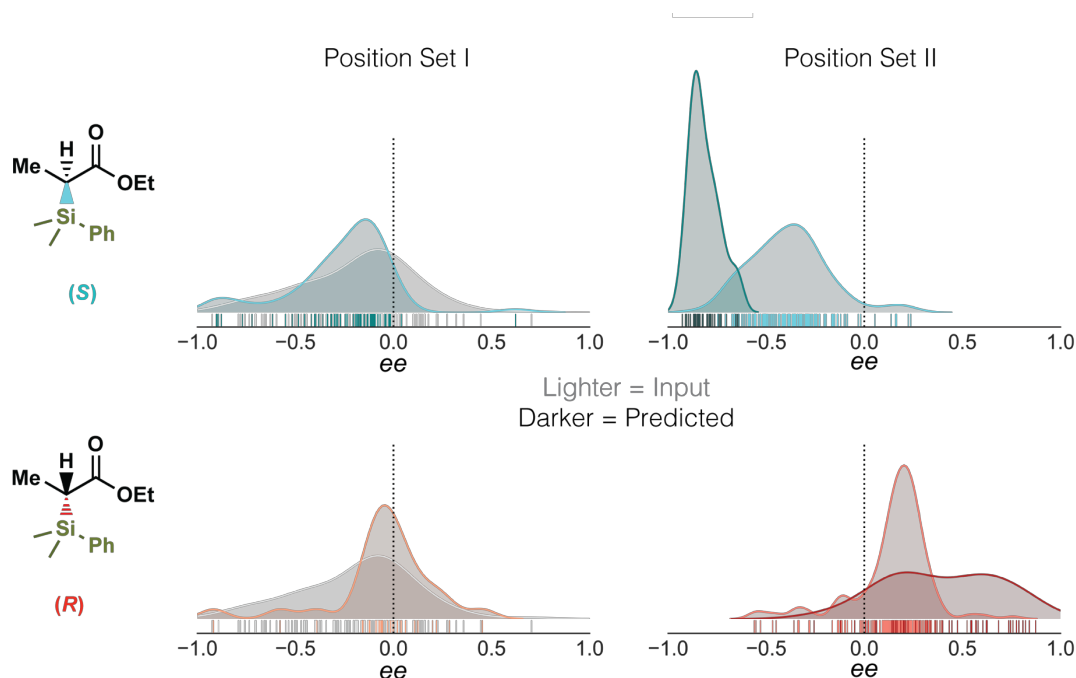 Position Set I
Position Set II
H
O
Me
OEt
Si
Ph
(S)
−1.0 −0.5 0.0 0.5 1.0
ee
−1.0 −0.5 0.0 0.5 1.0
ee
Lighter = Input
Darker = Predicted
H
O
Me
OEt
Si
Ph
(R)
−1.0 −0.5 0.0 0.5 1.0
ee
−1.0 −0.5 0.0 0.5 1.0
ee